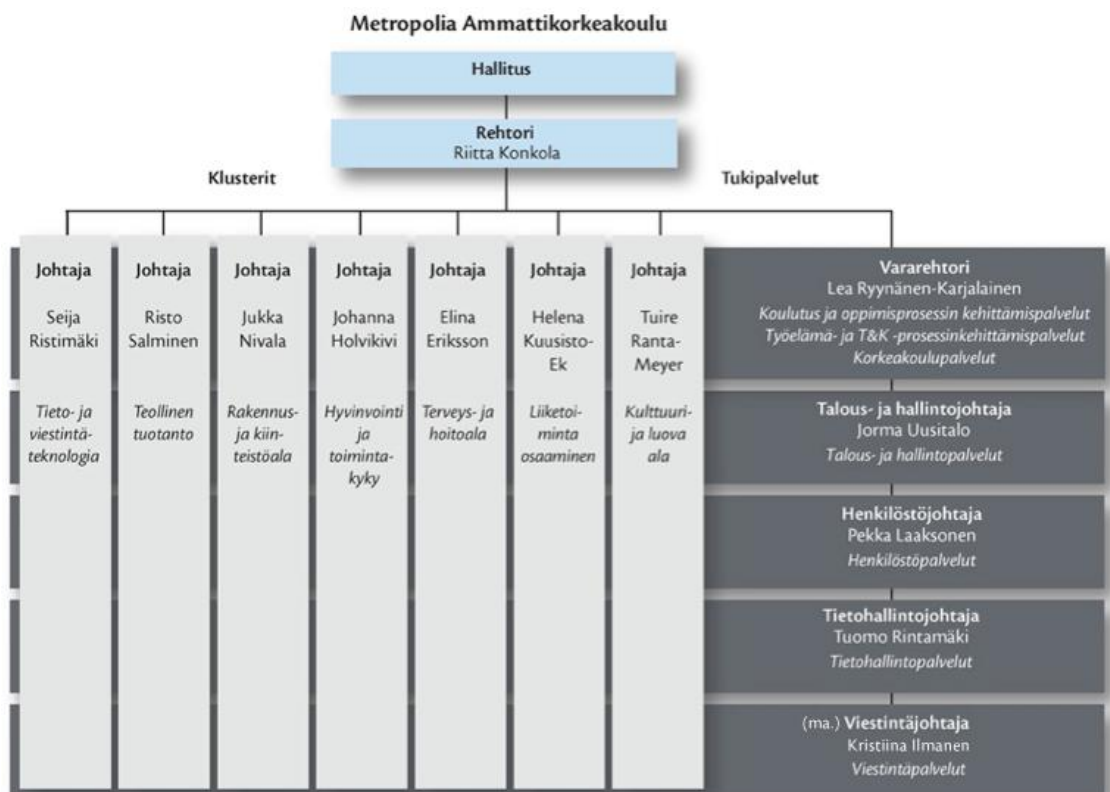 Metropolia Ammattikorkeakoulu
Hallitus
Rehtori
Riitta Konkola
Klusterit
Tukipalvelut
Johtaja
Seija
Ristimäki
Tieto- ja
viestintä-
teknologia
Johtaja
Risto
Salminen
Teollinen
tuotanto
Johtaja
Jukka
Nivala
Rakennus-
ja kiin-
teistöala
Johtaja
Johanna
Holvikivi
Hyvinvointi
ja
toiminta-
kyky
Johtaja
Elina
Eriksson
Terveys- ja
hoitoala
Johtaja
Helena
Kuusisto-
Ek
Liiketoi-
minta
osaaminen
Johtaja
Tuire
Ranta-
Meyer
Kulttuuri-
ja luova
ala
Vararehtori
Lea Ryynänen-Karjalainen
Koulutus ja oppimisprosessin kehittämispalvelut
Työelämä- ja T&K -prosessinkehittämispalvelut
Korkeakoulupalvelut
Talous- ja hallintojohtaja
Jorma Uusitalo
Talous- ja hallintopalvelut
Henkilöstöjohtaja
Pekka Laaksonen
Henkilöstöpalvelut
Tietohallintojohtaja
Tuomo Rintamäki
Tietohallintopalvelut
(ma.) Viestintäjohtaja
Kristiina Ilmanen
Viestintäpalvelut